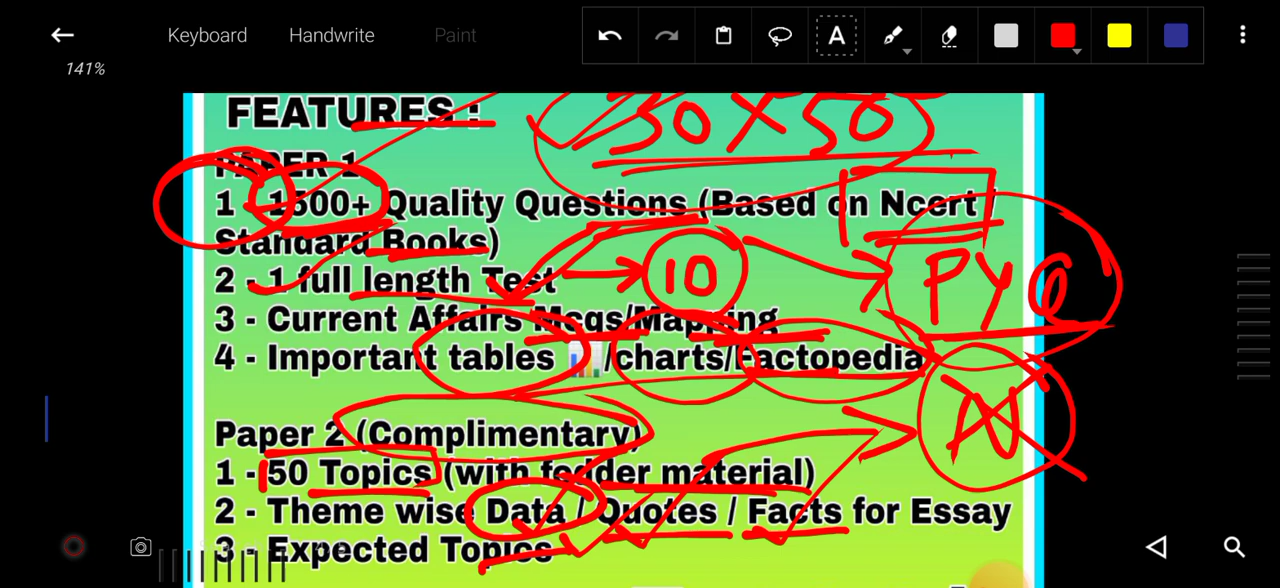 Keyboard Handwrite Paint
A
141%
FEATURES :
30 X 50
PAPER 1
1 - 1500+ Quality Questions (Based on Ncert /
Standard Books)
2 - 1 full length Test
10
PYQ
3 - Current Affairs Mcqs/Mapping
4 - Important tables 📊/charts/Factopedia
Paper 2 (Complimentary)
1 - 50 Topics (with fodder material)
2 - Theme wise Data / Quotes / Facts for Essay
3 - Expected Topics